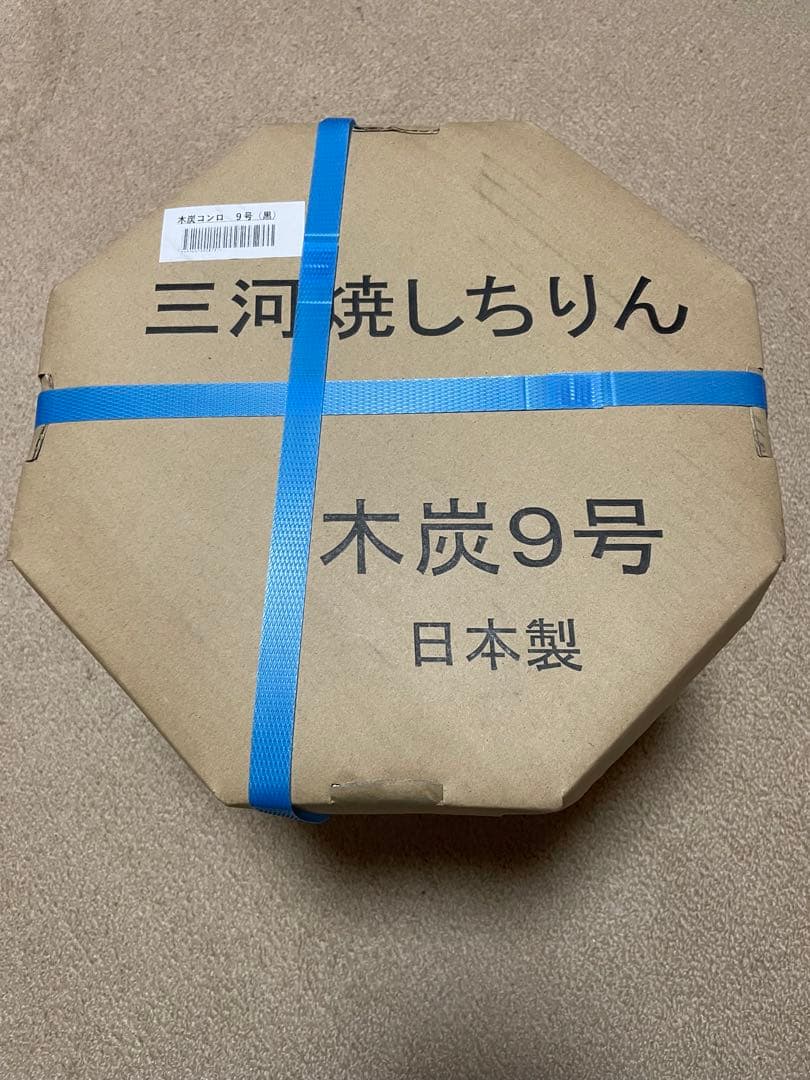 木炭コンロ 9号(黒)
三河焼しちりん
木炭9号
日本製